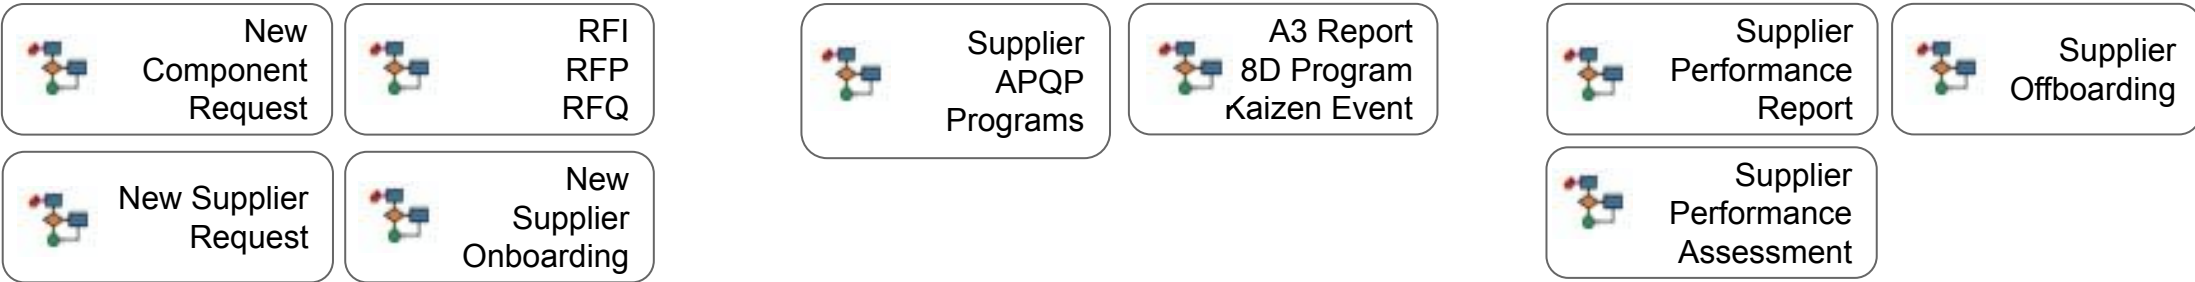 New
Component
Request
RFI
RFP
RFQ
New Supplier
Request
New
Supplier
Onboarding
Supplier
APQP
Programs
A3 Report
8D Program
Kaizen Event
Supplier
Performance
Report
Supplier
Offboarding
Supplier
Performance
Assessment